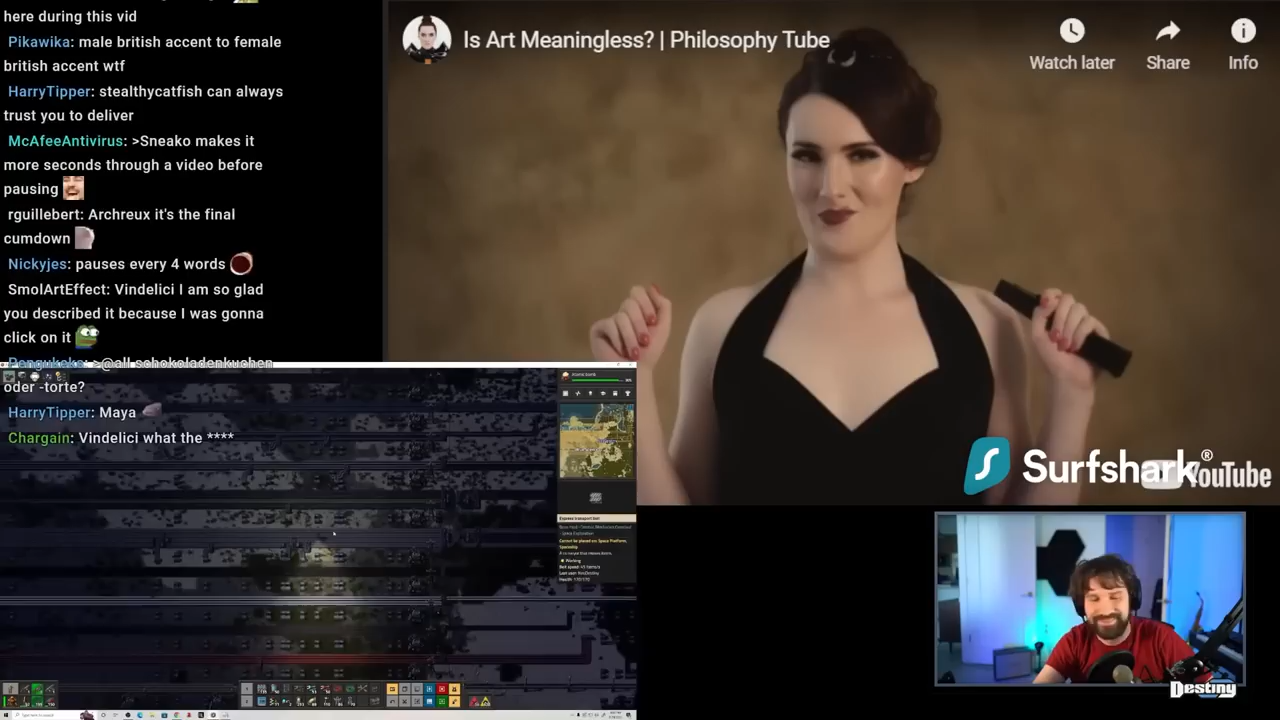 here during this vid
Pikawika: male british accent to female
british accent wtf
HarryTipper: stealthycatfish can always
trust you to deliver
McAfeeAntivirus: >Sneako makes it
more seconds through a video before
pausing
rguillebert: Archreux it's the final
cumdown
Nickyjes: pauses every 4 words
SmolArtEffect: Vindelici I am so glad
you described it because I was gonna
click on it
Pengukeks: >@all schokoladenkuchen
oder -torte?
HarryTipper: Maya
Chargain: Vindelici what the ****
Is Art Meaningless? | Philosophy Tube
Watch later
Share
Info
Surfshark®
YouTube
Destiny